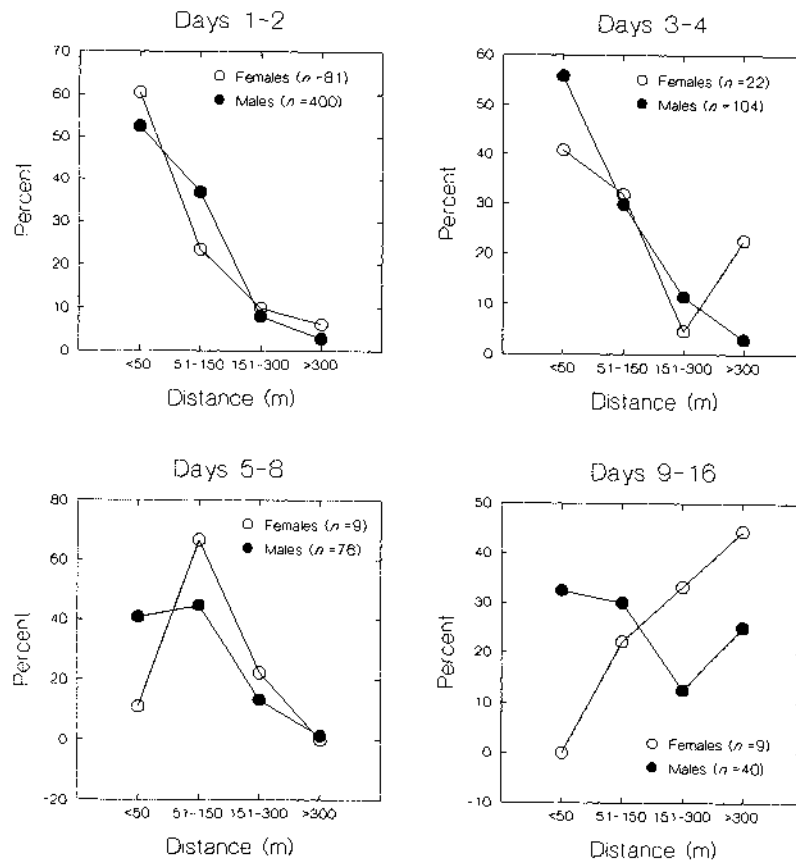 Days 1-2
70
60
50
40
30
20
10
0
Percent
○ Females (n=81)
● Males (n=400)
<50 51-150 151-300 >300
Distance (m)
Days 3-4
60
50
40
30
20
10
0
Percent
○ Females (n=22)
● Males (n=104)
<50 51-150 151-300 >300
Distance (m)
Days 5-8
80
60
40
20
0
-20
Percent
○ Females (n=9)
● Males (n=76)
<50 51-150 151-300 >300
Distance (m)
Days 9-16
50
40
30
20
10
0
-10
Percent
○ Females (n=9)
● Males (n=40)
<50 51-150 151-300 >300
Distance (m)